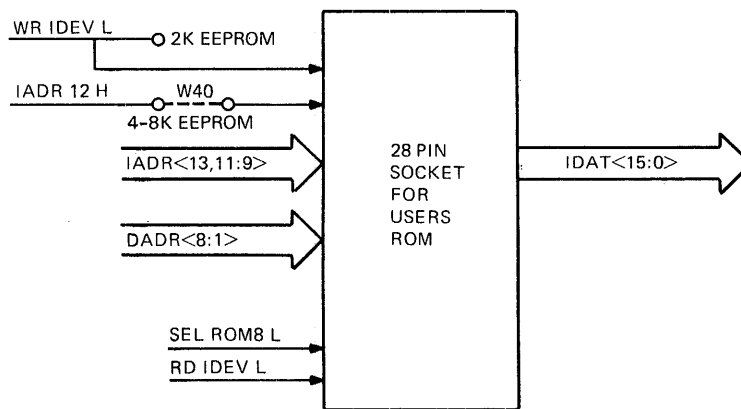 WR IDEV L
2K EEPROM
IADR 12 H
W40
4-8K EEPROM
IADR<13,11:9>
DADR<8:1>
SEL ROM8 L
RD IDEV L
28 PIN
SOCKET
FOR
USERS
ROM
IDAT<15:0>